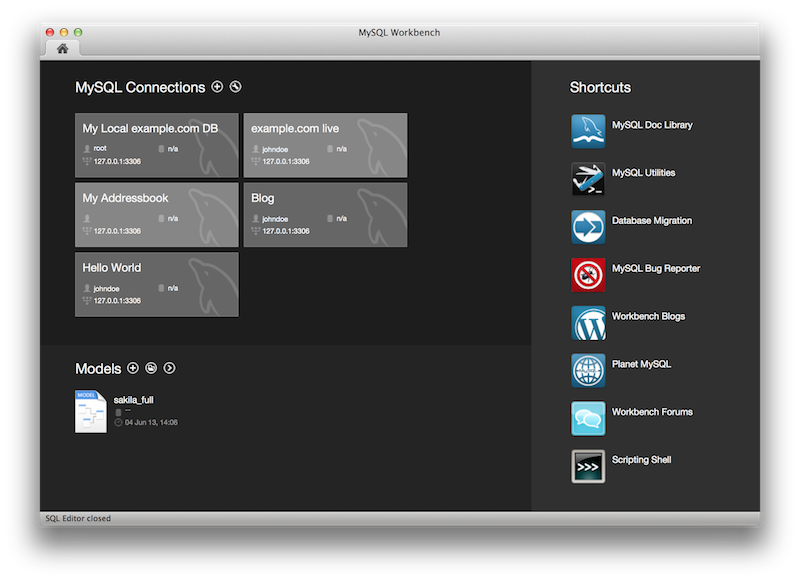 MySQL Workbench
MySQL Connections
My Local example.com DB
root n/a
127.0.0.1:3306
example.com live
johndoe n/a
127.0.0.1:3306
My Addressbook
n/a
127.0.0.1:3306
Blog
johndoe n/a
127.0.0.1:3306
Hello World
johndoe n/a
127.0.0.1:3306
Models
MODEL
sakila_full
--
04 Jun 13, 14:06
Shortcuts
MySQL Doc Library
MySQL Utilities
Database Migration
MySQL Bug Reporter
Workbench Blogs
Planet MySQL
Workbench Forums
>>>
Scripting Shell
SQL Editor closed